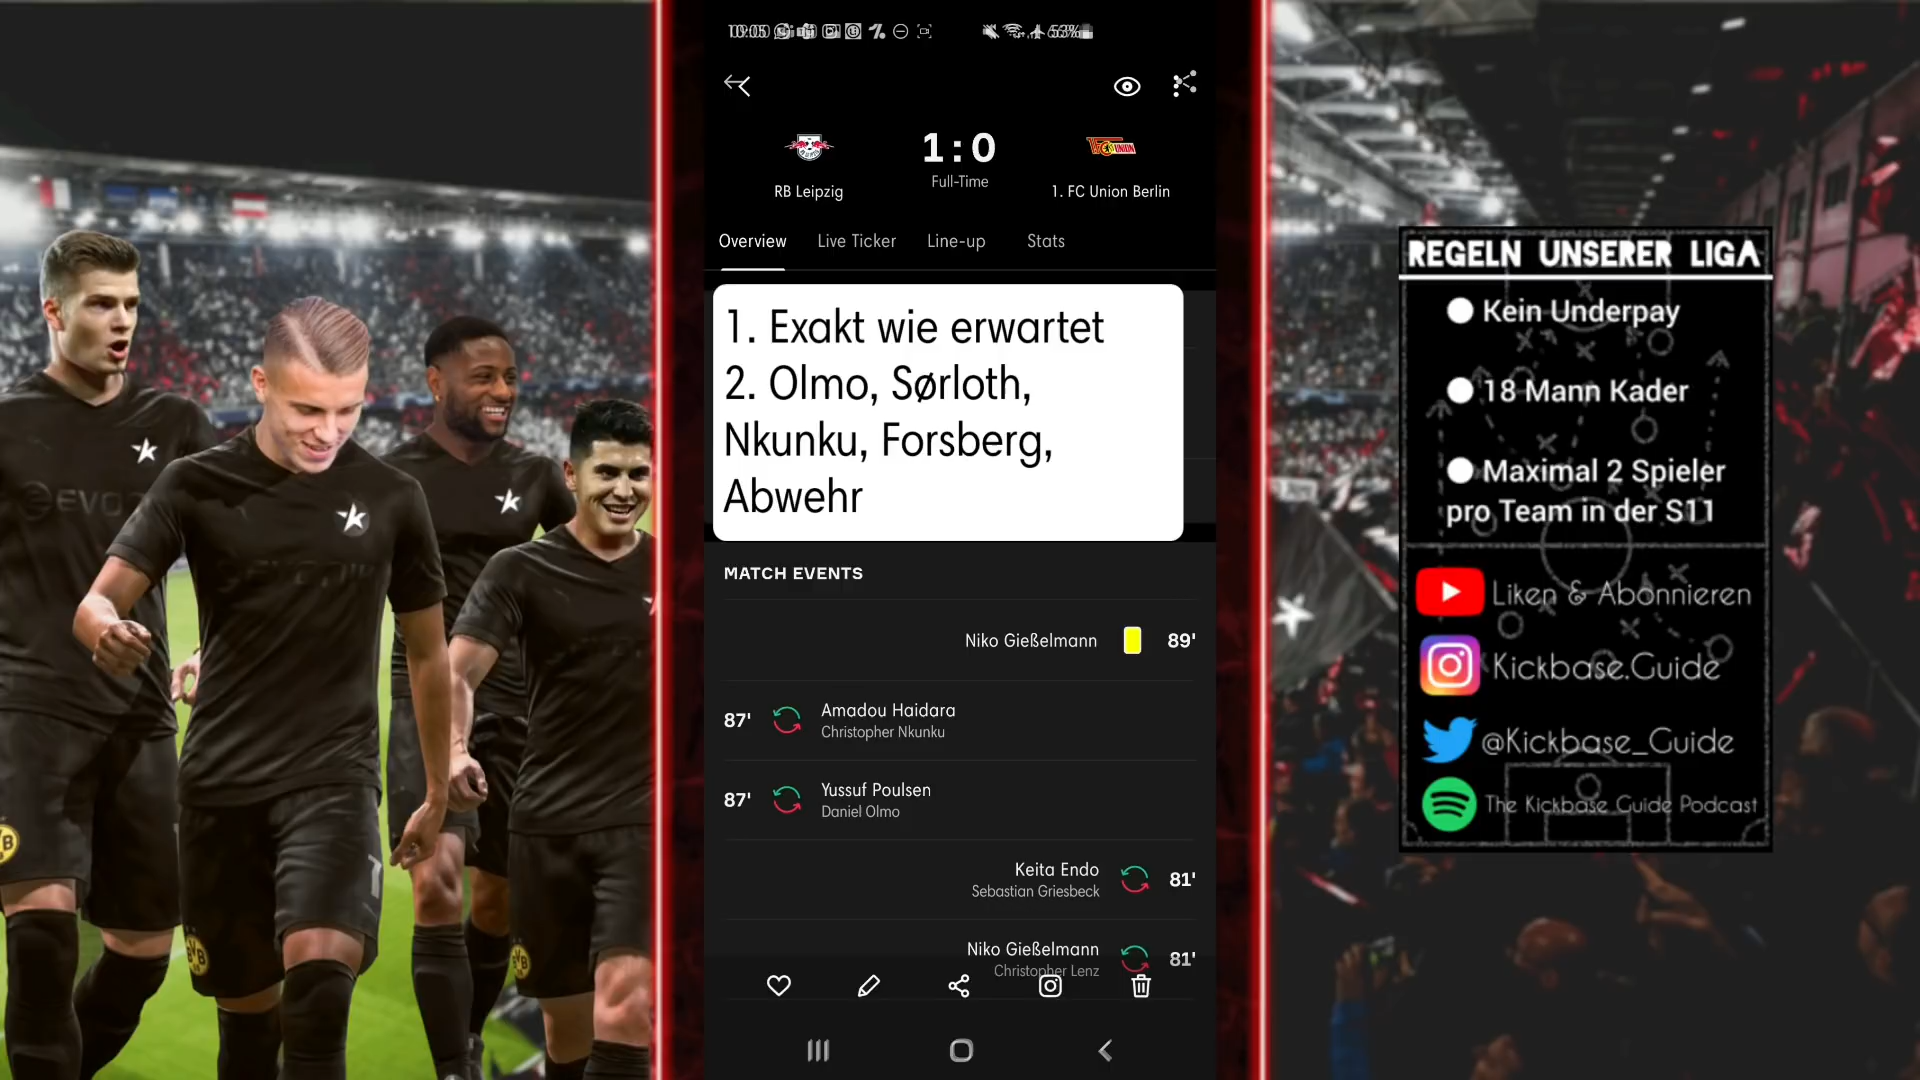 1:0
Full-Time
RB Leipzig
1. FC Union Berlin
Overview Live Ticker Line-up Stats
1. Exakt wie erwartet
2. Olmo, Sørloth,
Nkunku, Forsberg,
Abwehr
MATCH EVENTS
Niko Gießelmann 89'
87' Amadou Haidara
Christopher Nkunku
87' Yussuf Poulsen
Daniel Olmo
Keita Endo 81'
Sebastian Griesbeck
Niko Gießelmann 81'
Christopher Lenz
REGELN UNSERER LIGA
Kein Underpay
18 Mann Kader
Maximal 2 Spieler
pro Team in der S11
Liken & Abonnieren
Kickbase.Guide
@Kickbase_Guide
The Kickbase Guide Podcast